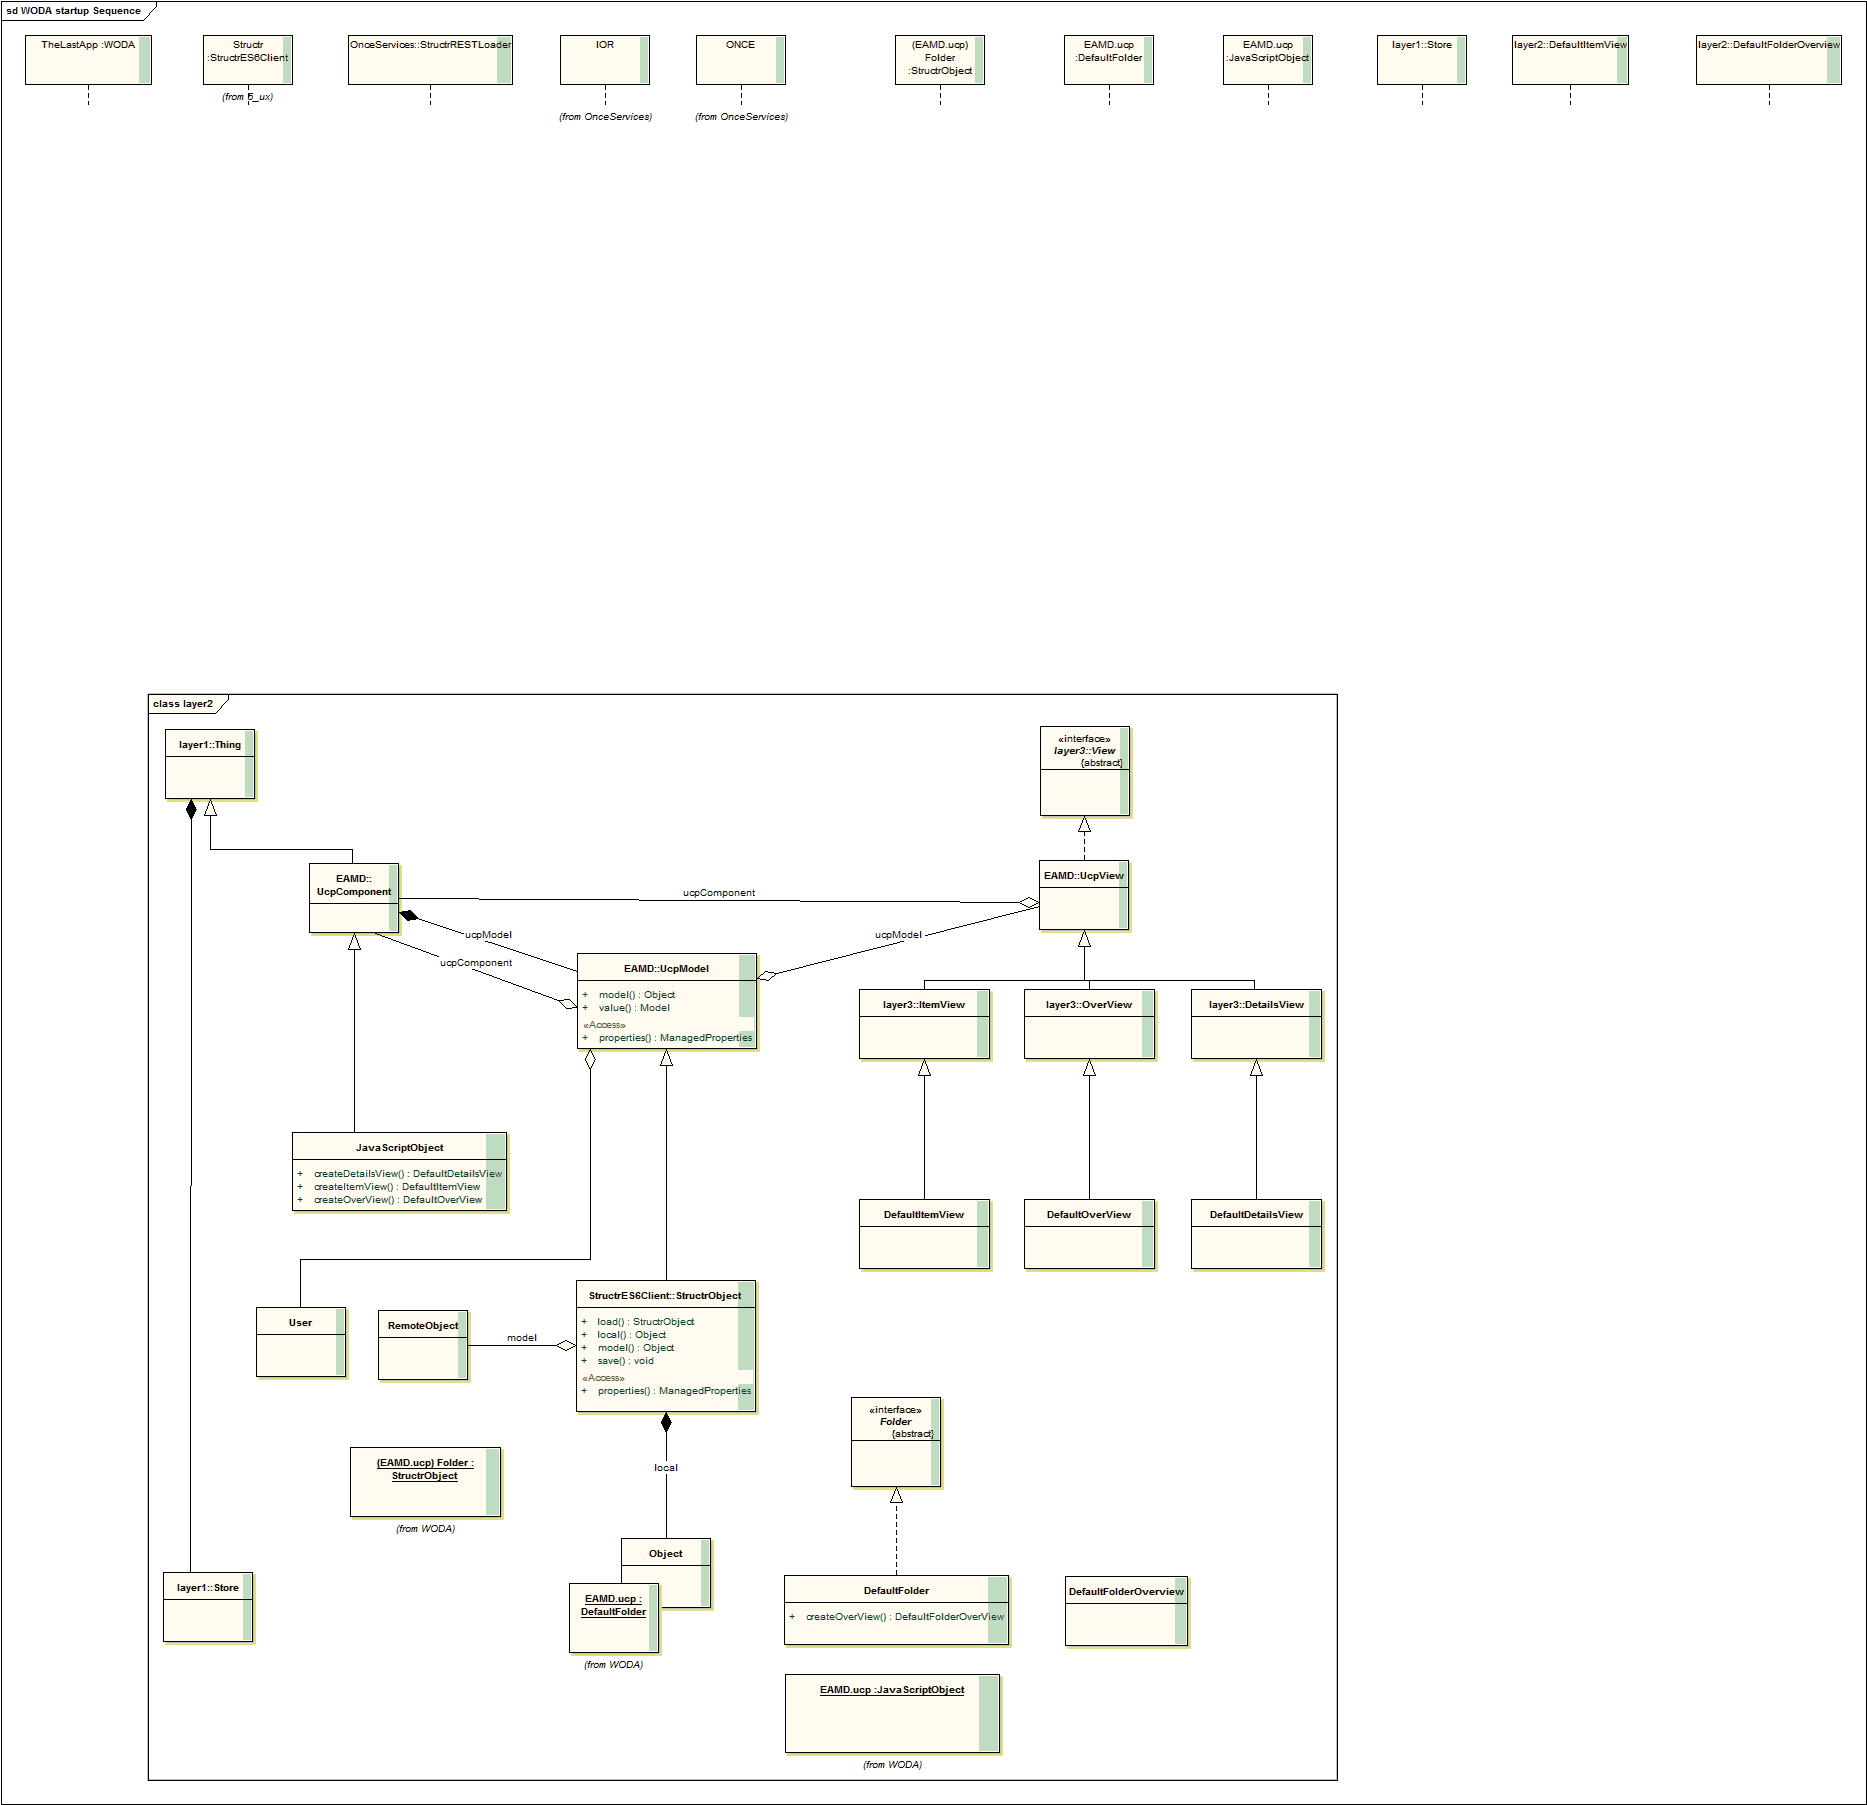 sd WODA startup Sequence
TheLastApp :WODA
Structr
:StructrES6Client
(from 5_ux)
OnceServices::StructrRESTLoader
IOR
(from OnceServices)
ONCE
(from OnceServices)
(EAMD.ucp)
Folder
:StructrObject
EAMD.ucp
:DefaultFolder
EAMD.ucp
:JavaScriptObject
layer1::Store
layer2::DefaultItemView
layer2::DefaultFolderOverview
class layer2
layer1::Thing
«interface»
layer3::View
{abstract}
EAMD::
UcpComponent
ucpComponent
EAMD::UcpView
ucpModel
ucpModel
ucpComponent
EAMD::UcpModel
+ model() : Object
+ value() : Model
«Access»
+ properties() : ManagedProperties
layer3::ItemView
layer3::OverView
layer3::DetailsView
JavaScriptObject
+ createDetailsView() : DefaultDetailsView
+ createItemView() : DefaultItemView
+ createOverView() : DefaultOverView
DefaultItemView
DefaultOverView
DefaultDetailsView
User
RemoteObject
model
StructrES6Client::StructrObject
+ load() : StructrObject
+ local() : Object
+ model() : Object
+ save() : void
«Access»
+ properties() : ManagedProperties
«interface»
Folder
{abstract}
(EAMD.ucp) Folder :
StructrObject
(from WODA)
local
Object
layer1::Store
EAMD.ucp :
DefaultFolder
(from WODA)
DefaultFolder
+ createOverView() : DefaultFolderOverView
DefaultFolderOverview
EAMD.ucp :JavaScriptObject
(from WODA)